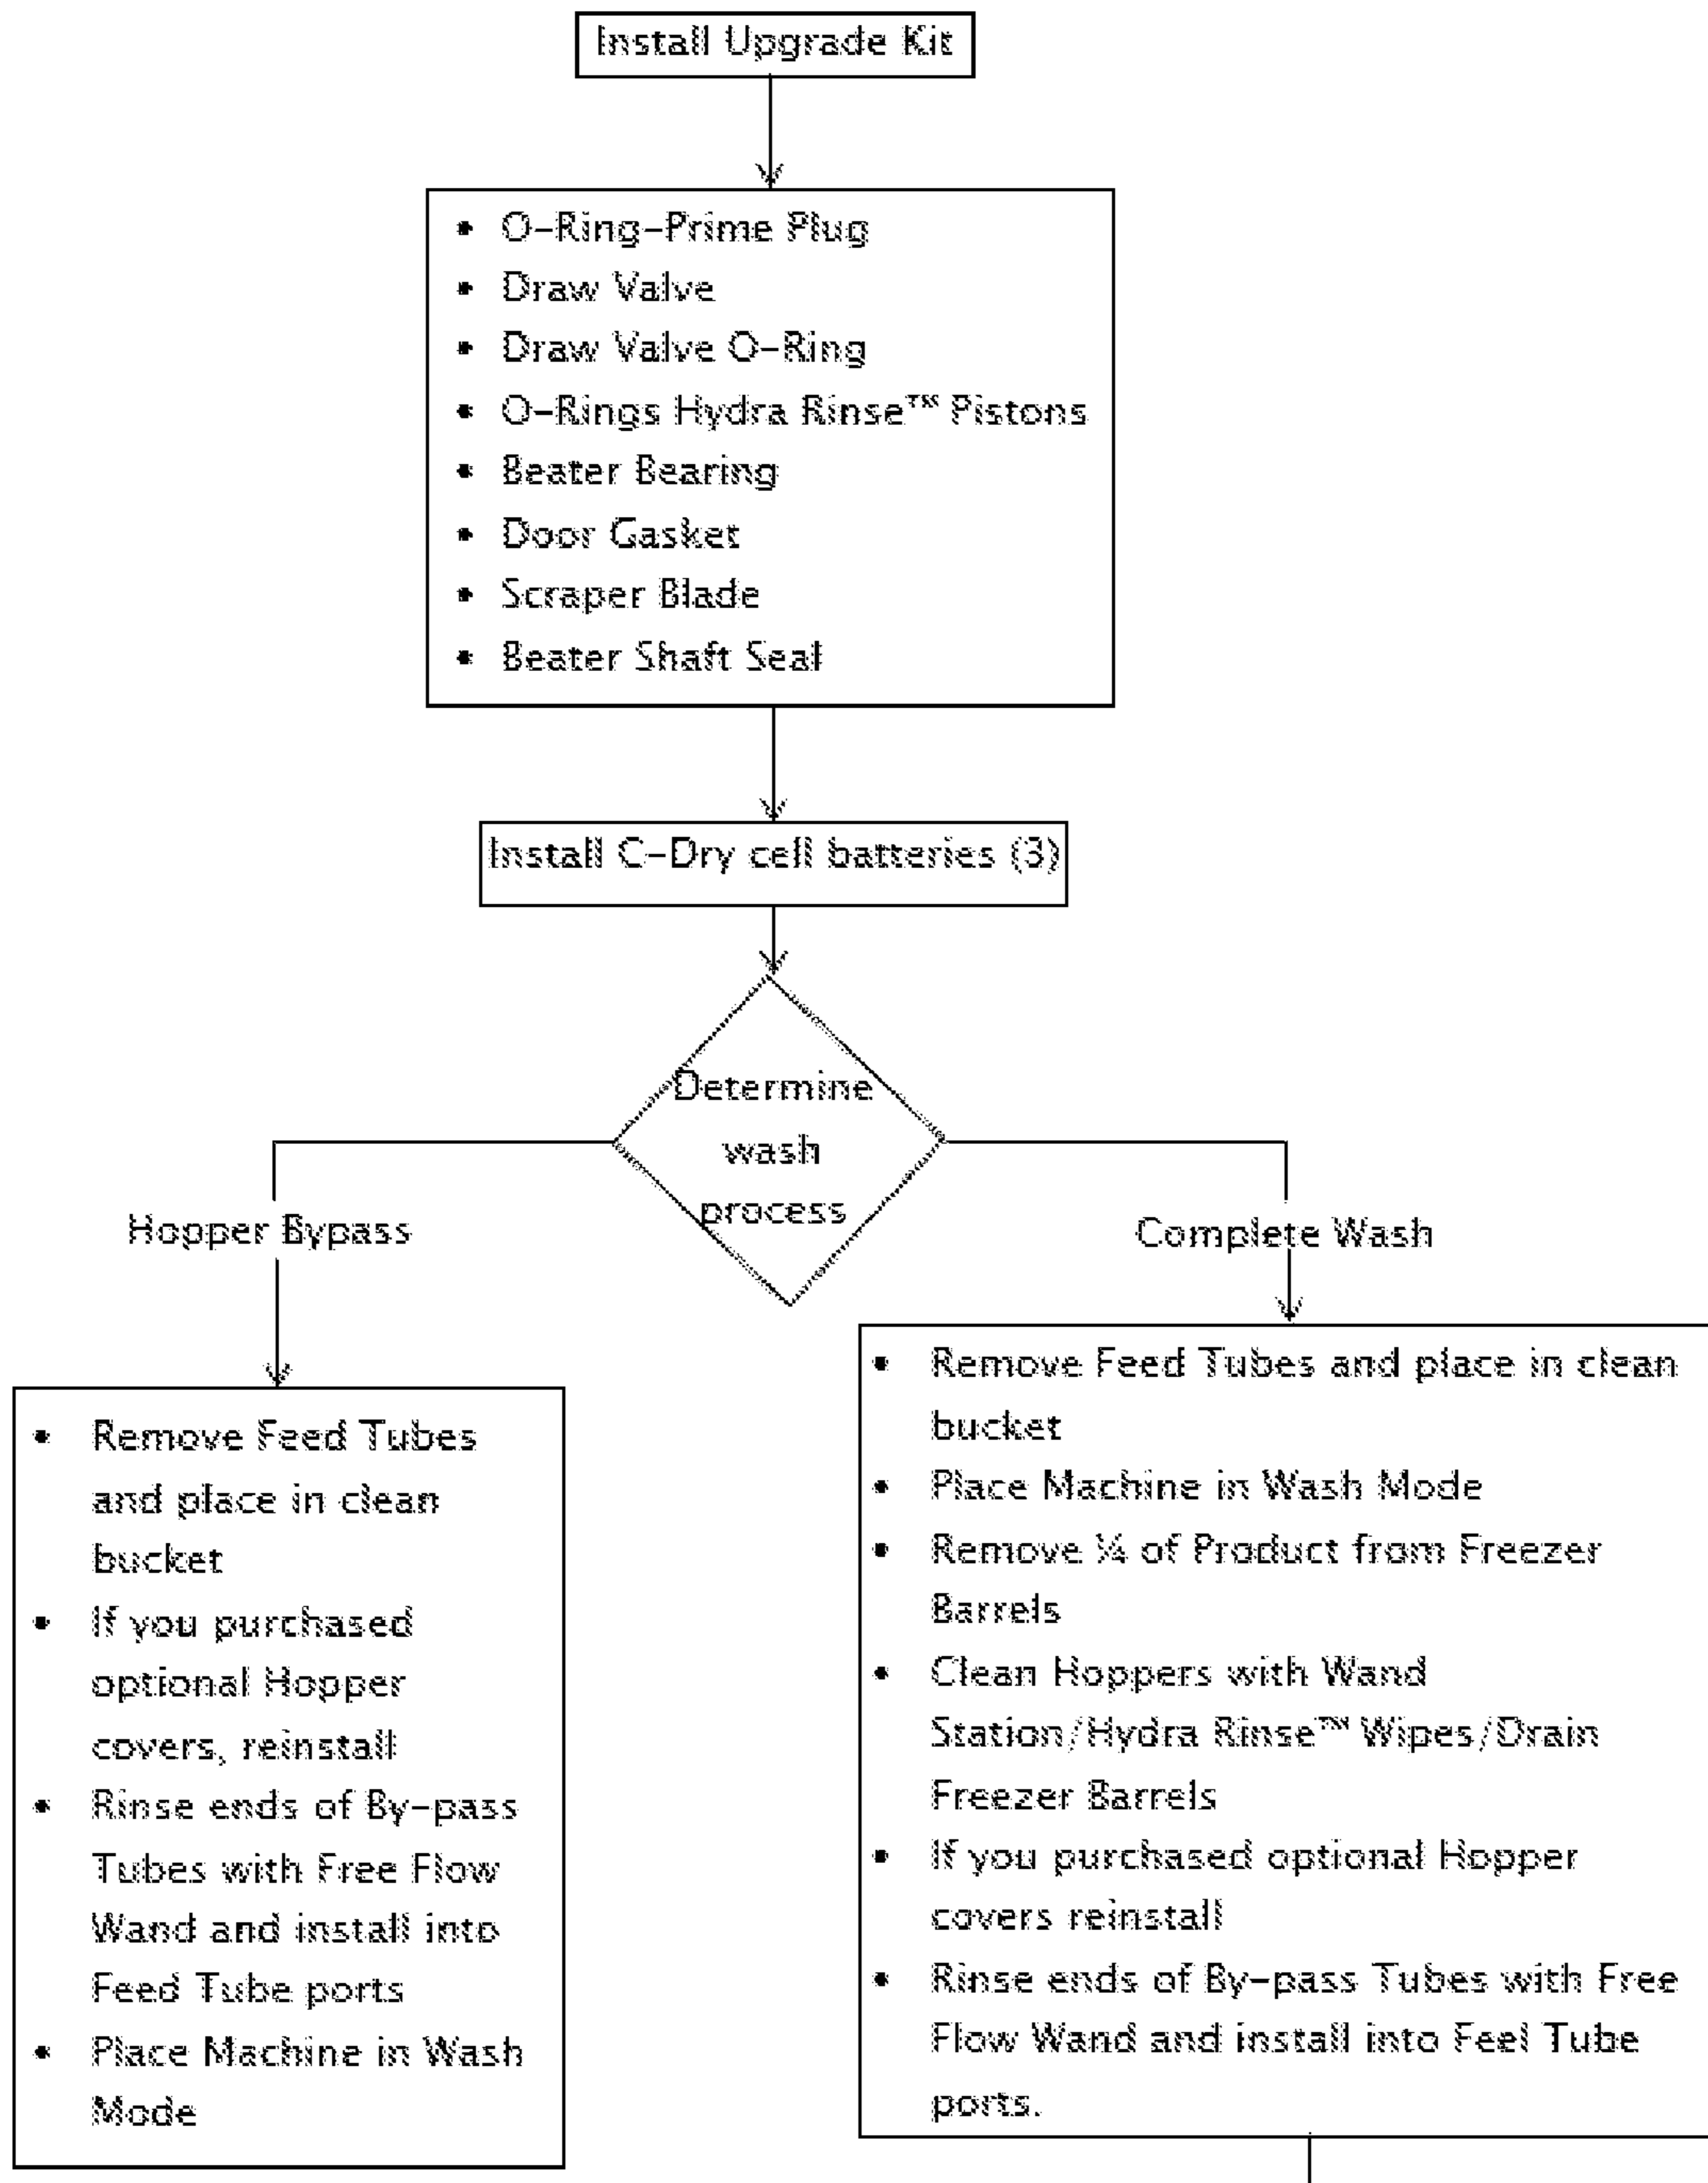 Install Upgrade Kit
• O-Ring-Prime Plug
• Draw Valve
• Draw Valve O-Ring
• O-Rings Hydra Rinse™ Pistons
• Beater Bearing
• Door Gasket
• Scraper Blade
• Beater Shaft Seal
Install C-Dry cell batteries (3)
Determine
wash
process
Hopper Bypass
Complete Wash
• Remove Feed Tubes
and place in clean
bucket
• If you purchased
optional Hopper
covers, reinstall
• Rinse ends of By-pass
Tubes with Free Flow
Wand and install into
Feed Tube ports
• Place Machine in Wash
Mode
• Remove Feed Tubes and place in clean
bucket
• Place Machine in Wash Mode
• Remove ¼ of Product from Freezer
Barrels
• Clean Hoppers with Wand
Station/Hydra Rinse™ Wipes/Drain
Freezer Barrels
• If you purchased optional Hopper
covers reinstall
• Rinse ends of By-pass Tubes with Free
Flow Wand and install into Feel Tube
ports.